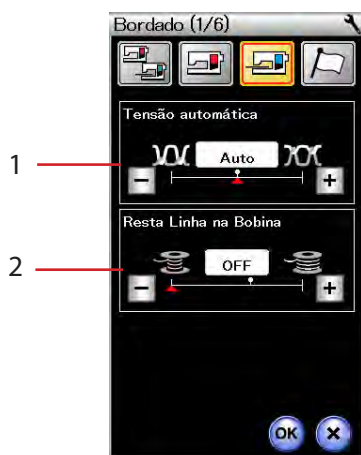 Bordado (1/6)
Tensão automática
1
Auto
- +
Resta Linha na Bobina
2
OFF
- +
OK X